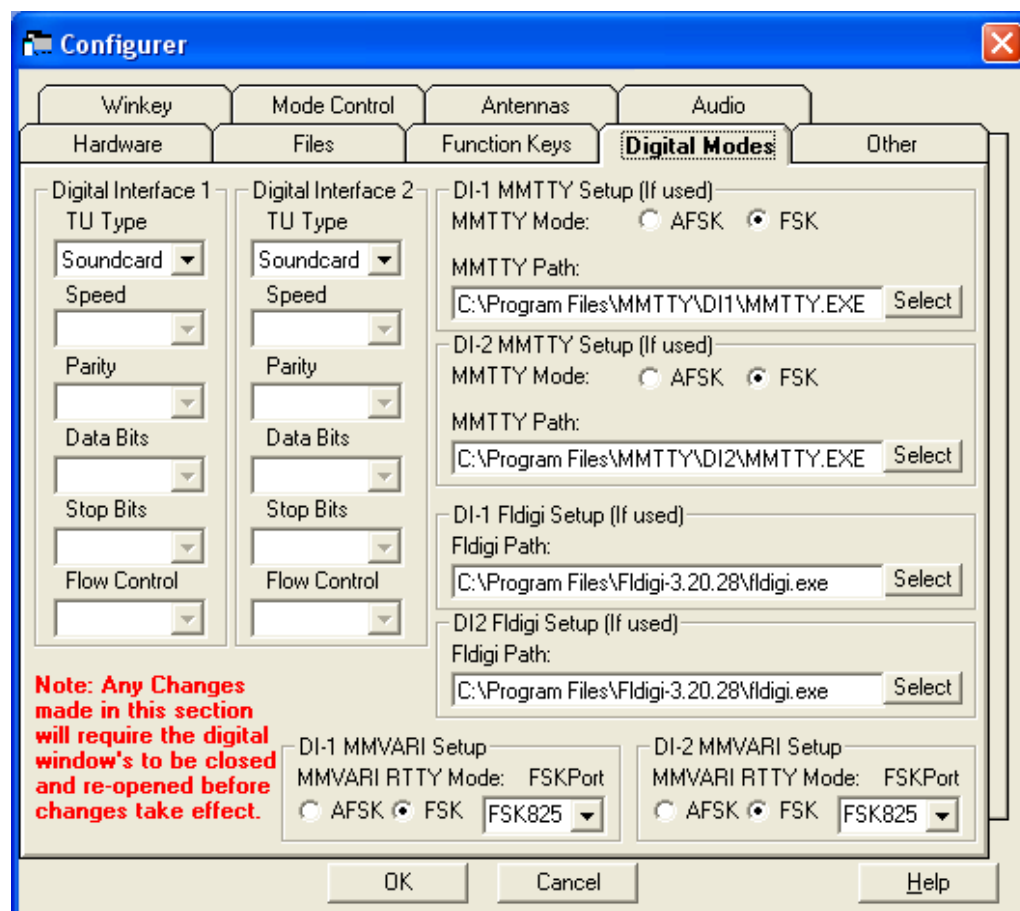 Configurer
Winkey
Mode Control
Antennas
Audio
Hardware
Files
Function Keys
Digital Modes
Other
Digital Interface 1
TU Type
Soundcard
Speed
Parity
Data Bits
Stop Bits
Flow Control
Digital Interface 2
TU Type
Soundcard
Speed
Parity
Data Bits
Stop Bits
Flow Control
DI-1 MMTTY Setup (If used)
MMTTY Mode: AFSK FSK
MMTTY Path:
C:\Program Files\MMTTY\DI1\MMTTY.EXE Select
DI-2 MMTTY Setup (If used)
MMTTY Mode: AFSK FSK
MMTTY Path:
C:\Program Files\MMTTY\DI2\MMTTY.EXE Select
DI-1 Fldigi Setup (If used)
Fldigi Path:
C:\Program Files\Fldigi-3.20.28\fldigi.exe Select
DI2 Fldigi Setup (If used)
Fldigi Path:
C:\Program Files\Fldigi-3.20.28\fldigi.exe Select
Note: Any Changes
made in this section
will require the digital
window's to be closed
and re-opened before
changes take effect.
DI-1 MMVARI Setup
MMVARI RTTY Mode: FSKPort
AFSK FSK FSK825
DI-2 MMVARI Setup
MMVARI RTTY Mode: FSKPort
AFSK FSK FSK825
OK
Cancel
Help